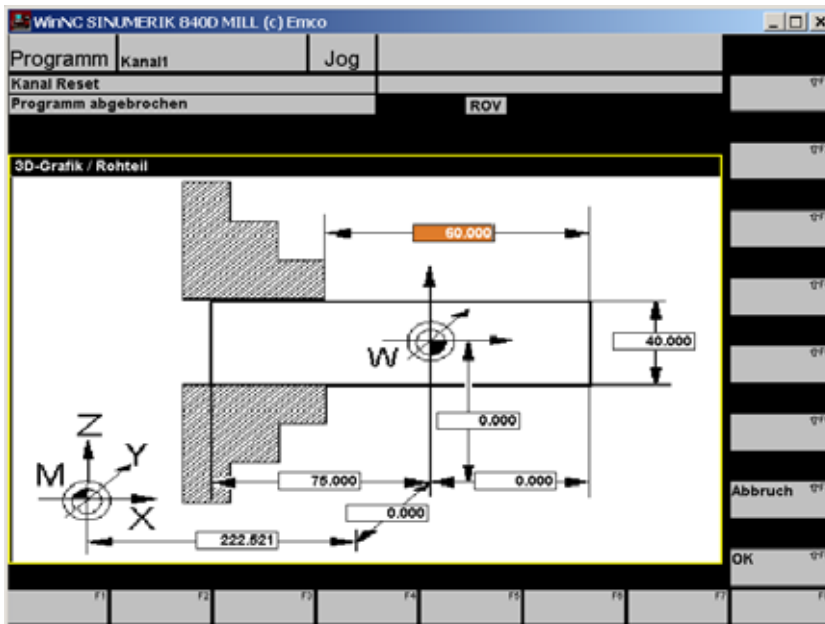 WinNC SINUMERIK 840D MILL (c) Emco
Programm Kanal1 Jog
Kanal Reset
Programm abgebrochen ROV
3D-Grafik / Rohteil
60.000
40.000
W
0.000
Z
Y
M
X
75.000 0.000
0.000
222.521
Abbruch
OK
F1 F2 F3 F4 F5 F6 F7